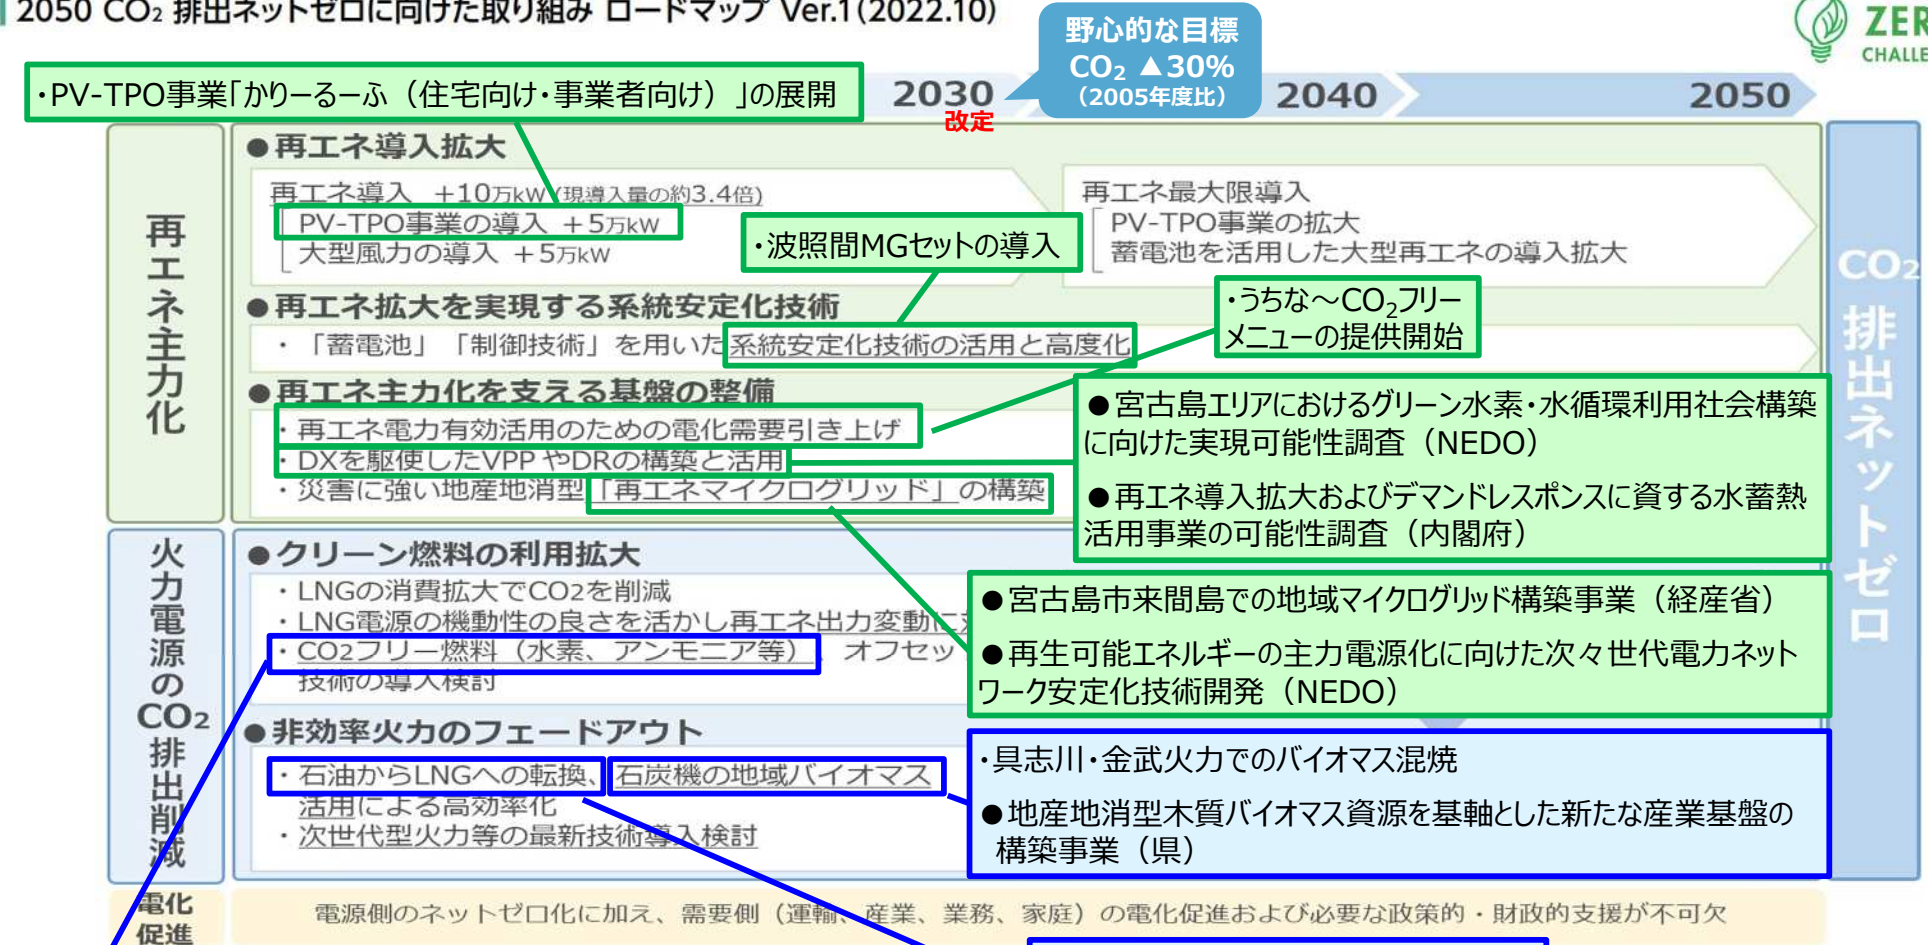 2050 CO₂ 排出ネットゼロに向けた取り組み ロードマップ Ver.1(2022.10)
野心的な目標
CO₂ ▲30%
(2005年度比)
CHALLE
・PV-TPO事業「かりーるーふ（住宅向け・事業者向け）」の展開
2030
改定
2040
2050
再エネ主力化
●再エネ導入拡大
再エネ導入 +10万kW (現導入量の約3.4倍)
PV-TPO事業の導入 +5万kW
大型風力の導入 +5万kW
再エネ最大限導入
PV-TPO事業の拡大
蓄電池を活用した大型再エネの導入拡大
・波照間MGセットの導入
●再エネ拡大を実現する系統安定化技術
・「蓄電池」「制御技術」を用いた系統安定化技術の活用と高度化
・うちな～CO₂フリー
メニューの提供開始
●再エネ主力化を支える基盤の整備
・再エネ電力有効活用のための電化需要引き上げ
・DXを駆使したVPPやDRの構築と活用
・災害に強い地産地消型「再エネマイクログリッド」の構築
●宮古島エリアにおけるグリーン水素・水循環利用社会構築
に向けた実現可能性調査（NEDO）
●再エネ導入拡大およびデマンドレスポンスに資する水蓄熱
活用事業の可能性調査（内閣府）
火力電源のCO₂排出削減
●クリーン燃料の利用拡大
・LNGの消費拡大でCO2を削減
・LNG電源の機動性の良さを活かし再エネ出力変動に
・CO2フリー燃料（水素、アンモニア等）、オフセッ
技術の導入検討
●宮古島市来間島での地域マイクログリッド構築事業（経産省）
●再生可能エネルギーの主力電源化に向けた次々世代電力ネット
ワーク安定化技術開発（NEDO）
●非効率火力のフェードアウト
・石油からLNGへの転換、石炭機の地域バイオマス
活用による高効率化
・次世代型火力等の最新技術導入検討
・具志川・金武火力でのバイオマス混焼
●地産地消型木質バイオマス資源を基軸とした新たな産業基盤の
構築事業（県）
CO₂排出ネットゼロ
電化
促進
電源側のネットゼロ化に加え、需要側（運輸、産業、業務、家庭）の電化促進および必要な政策的・財政的支援が不可欠